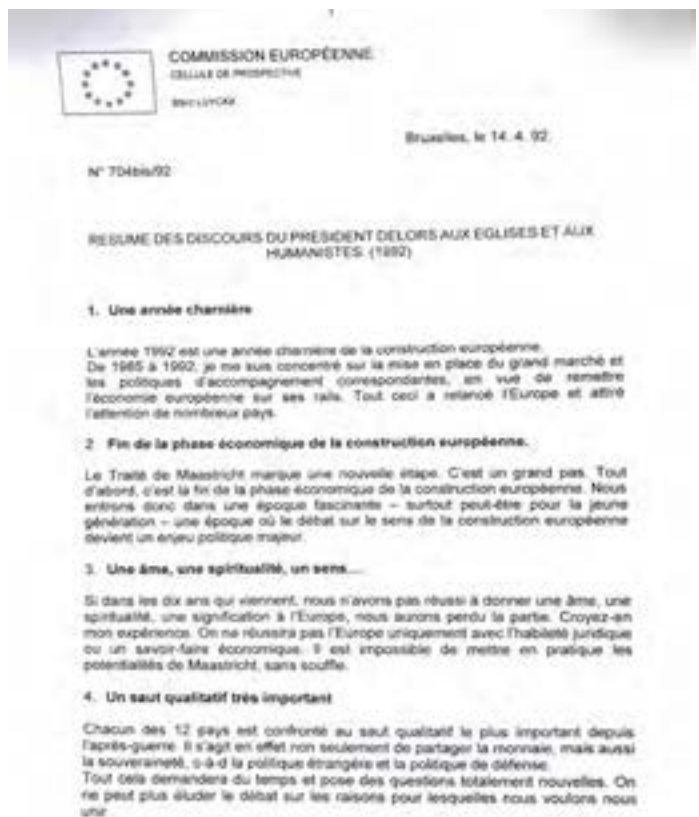 COMMISSION EUROPÉENNE
CELLULE DE PROSPECTIVE
Marc LUYCKX
Bruxelles, le 14. 4. 92.
N° 704bis/92
RESUME DES DISCOURS DU PRESIDENT DELORS AUX EGLISES ET AUX
HUMANISTES. (1992)
1. Une année charnière
L'année 1992 est une année charnière de la construction européenne.
De 1985 à 1992, je me suis concentré sur la mise en place du grand marché et
les politiques d'accompagnement correspondantes, en vue de remettre
l'économie européenne sur ses rails. Tout ceci a relancé l'Europe et attiré
l'attention de nombreux pays.
2. Fin de la phase économique de la construction européenne.
Le Traité de Maastricht marque une nouvelle étape. C'est un grand pas. Tout
d'abord, c'est la fin de la phase économique de la construction européenne. Nous
entrons donc dans une époque fascinante – surtout peut-être pour la jeune
génération – une époque où le débat sur le sens de la construction européenne
devient un enjeu politique majeur.
3. Une âme, une spiritualité, un sens....
Si dans les dix ans qui viennent, nous n'avons pas réussi à donner une âme, une
spiritualité, une signification à l'Europe, nous aurons perdu la partie. Croyez-en
mon expérience. On ne réussira pas l'Europe uniquement avec l'habileté juridique
ou un savoir-faire économique. Il est impossible de mettre en pratique les
potentialités de Maastricht, sans souffle.
4. Un saut qualitatif très important
Chacun des 12 pays est confronté au saut qualitatif le plus important depuis
l'après-guerre. Il s'agit en effet non seulement de partager la monnaie, mais aussi
la souveraineté, c-à-d la politique étrangère et la politique de défense.
Tout cela demandera du temps et pose des questions totalement nouvelles. On
ne peut plus éluder le débat sur les raisons pour lesquelles nous voulons nous
unir.